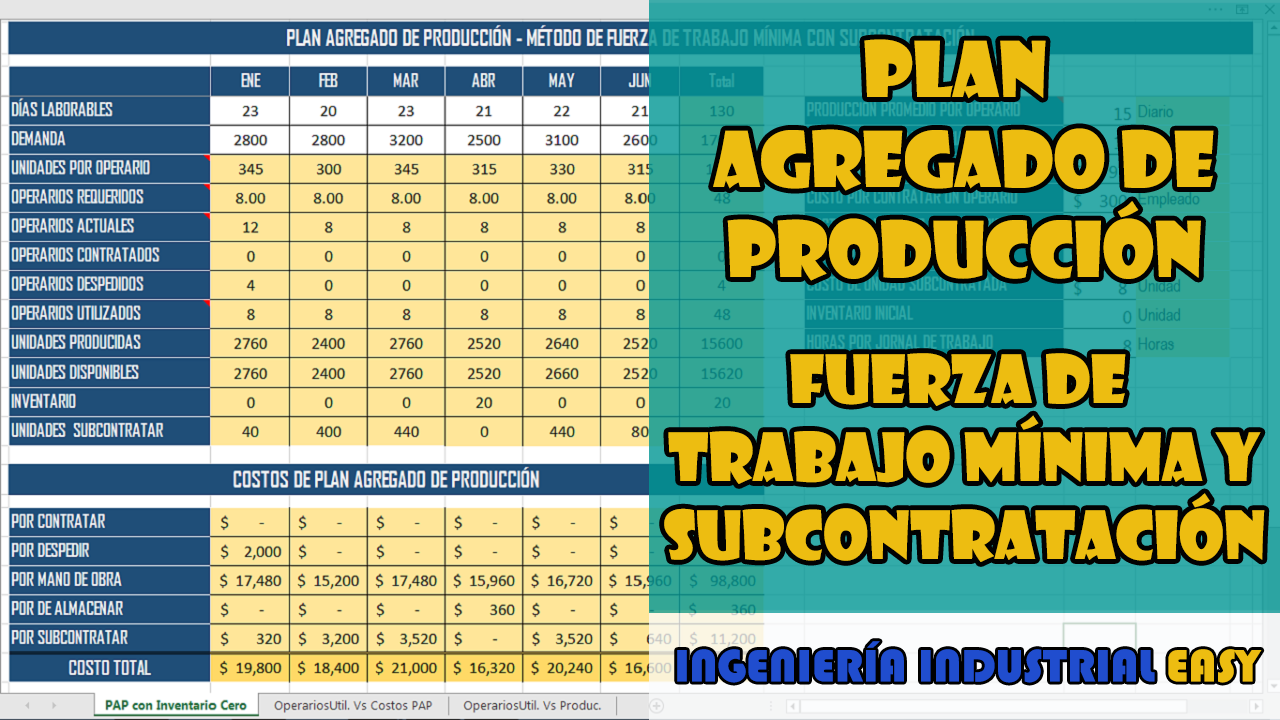 PLAN AGREGADO DE PRODUCCIÓN - MÉTODO DE FUERZA DE TRABAJO MÍNIMA CON SUBCONTRATACIÓN
ENE FEB MAR ABR MAY JUN Total
DÍAS LABORABLES 23 20 23 21 22 21 130
DEMANDA 2800 2800 3200 2500 3100 2600
UNIDADES POR OPERARIO 345 300 345 315 330 315
OPERARIOS REQUERIDOS 8.00 8.00 8.00 8.00 8.00 8.00 48
OPERARIOS ACTUALES 12 8 8 8 8 8
OPERARIOS CONTRATADOS 0 0 0 0 0 0 0
OPERARIOS DESPEDIDOS 4 0 0 0 0 0 4
OPERARIOS UTILIZADOS 8 8 8 8 8 8 48
UNIDADES PRODUCIDAS 2760 2400 2760 2520 2640 2520 15600
UNIDADES DISPONIBLES 2760 2400 2760 2520 2660 2520 15620
INVENTARIO 0 0 0 20 0 0 20
UNIDADES SUBCONTRATAR 40 400 440 0 440 80
COSTOS DE PLAN AGREGADO DE PRODUCCIÓN
POR CONTRATAR $ - $ - $ - $ - $ - $ -
POR DESPEDIR $ 2,000 $ - $ - $ - $ - $ -
POR MANO DE OBRA $ 17,480 $ 15,200 $ 17,480 $ 15,960 $ 16,720 $ 15,960 $ 98,800
POR DE ALMACENAR $ - $ - $ - $ 360 $ - $ - $ 360
POR SUBCONTRATAR $ 320 $ 3,200 $ 3,520 $ - $ 3,520 $ 640 $ 11,200
COSTO TOTAL $ 19,800 $ 18,400 $ 21,000 $ 16,320 $ 20,240 $ 16,600
PAP con Inventario Cero OperariosUtil. Vs Costos PAP OperariosUtil. Vs Produc.
PRODUCCIÓN PROMEDIO POR OPERARIO 15 Diario
COSTO POR CONTRATAR UN OPERARIO $ 300 Empleado
COSTO DE UNIDAD SUBCONTRATADA $ 8 Unidad
INVENTARIO INICIAL 0 Unidad
HORAS POR JORNAL DE TRABAJO 8 Horas
PLAN
AGREGADO DE
PRODUCCIÓN
FUERZA DE
TRABAJO MÍNIMA Y
SUBCONTRATACIÓN
INGENIERÍA INDUSTRIAL EASY